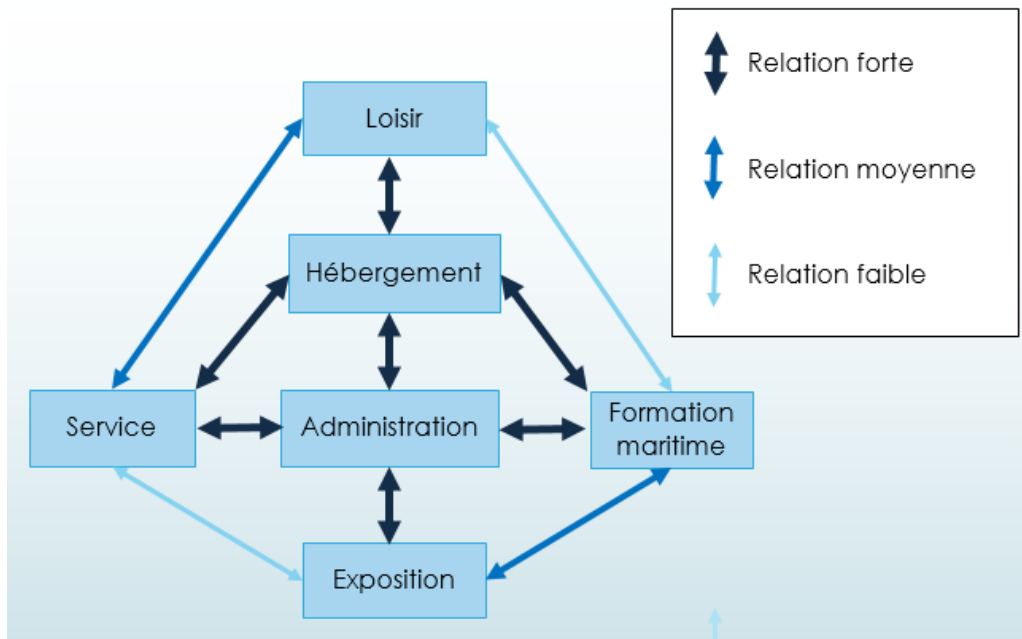 Loisir
Hébergement
Service
Administration
Formation
maritime
Exposition
Relation forte
Relation moyenne
Relation faible